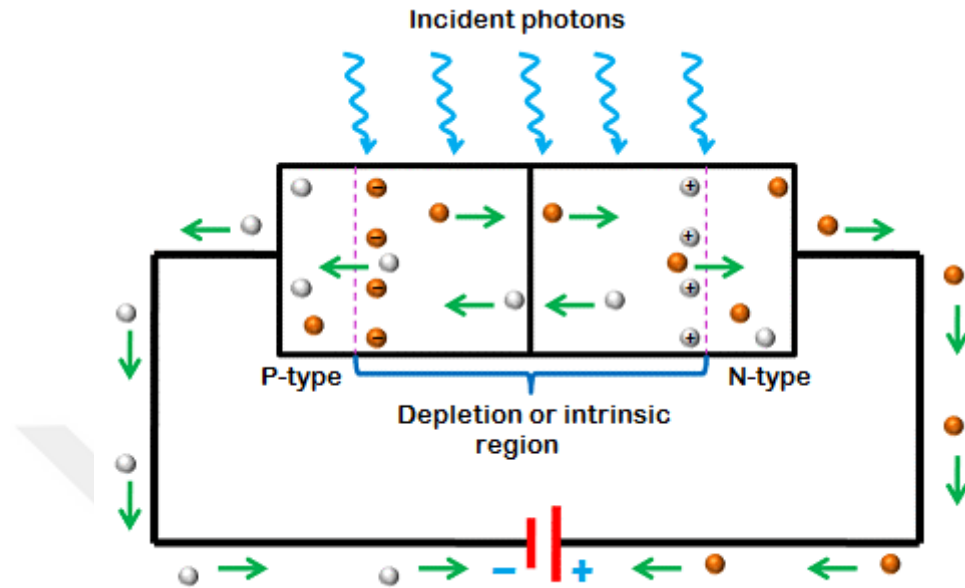 Incident photons
P-type
N-type
Depletion or intrinsic
region
− +